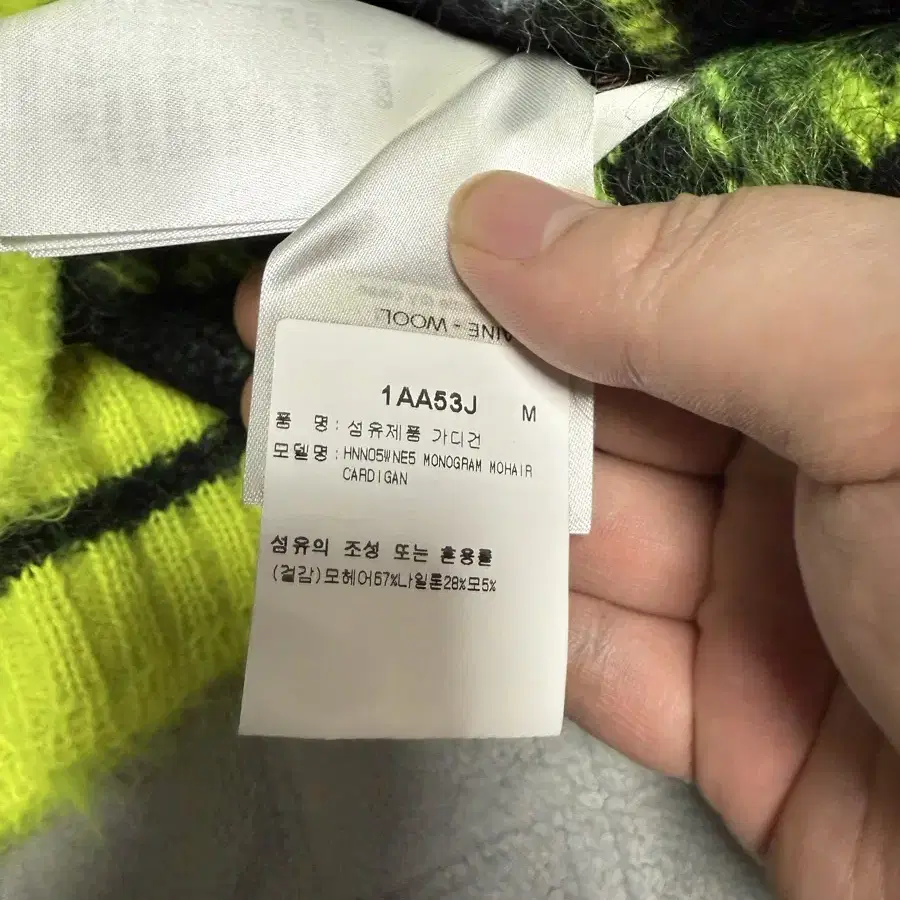 WOOL
1AA53J M
품 명: 섬유제품 가디건
모델명: HNN05WNE5 MONOGRAM MOHAIR
CARDIGAN
섬유의 조성 또는 혼용률
(겉감)모헤어67%나일론28%모5%